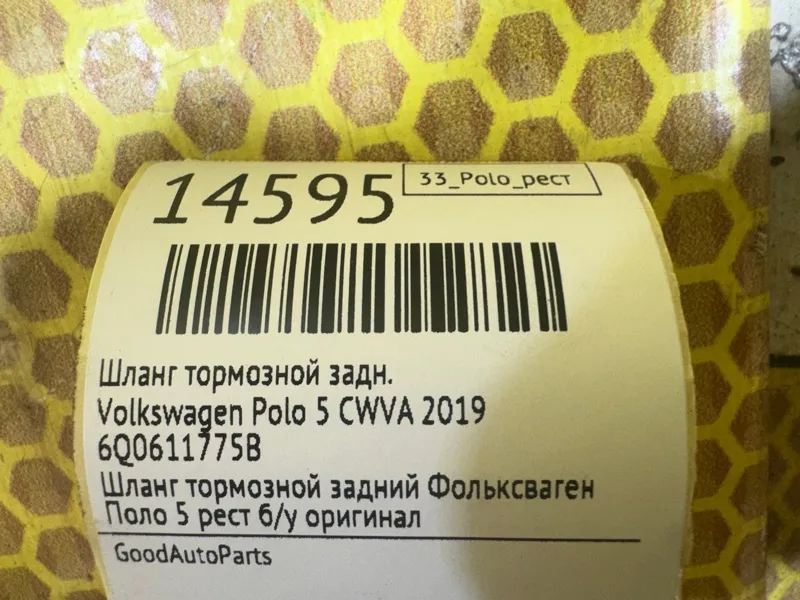 14595
33_Polo_рест
Шланг тормозной задн.
Volkswagen Polo 5 CWVA 2019
6Q0611775B
Шланг тормозной задний Фольксваген
Поло 5 рест б/у оригинал
GoodAutoParts